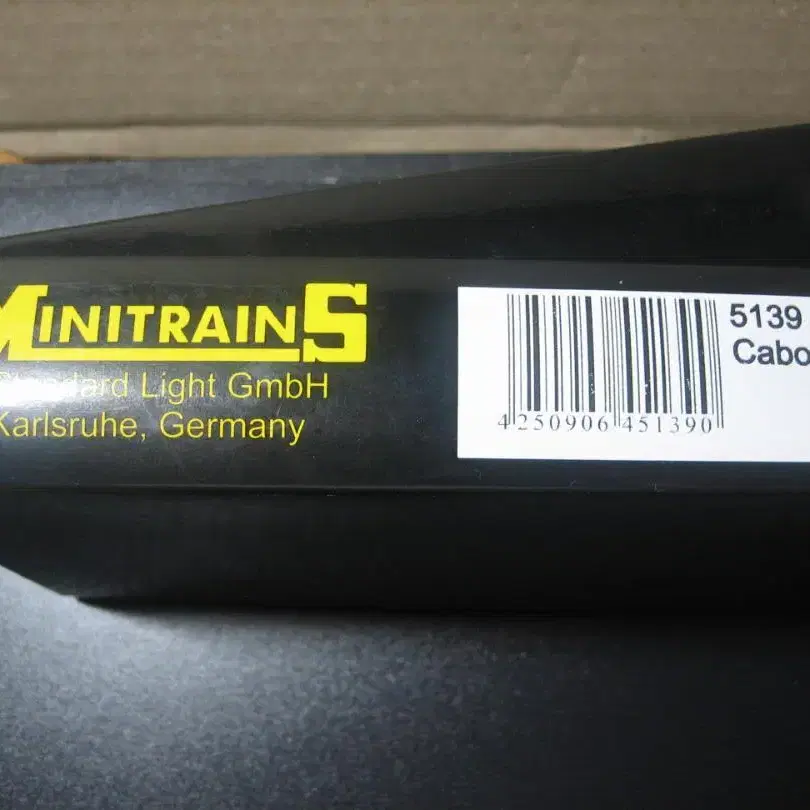 MINITRAINS
Standard Light GmbH
Karlsruhe, Germany
5139
Cabo
4 250906 451390